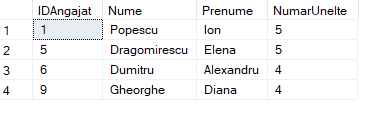 IDAngajat Nume Prenume NumarUnelte
1 1 Popescu Ion 5
2 5 Dragomirescu Elena 5
3 6 Dumitru Alexandru 4
4 9 Gheorghe Diana 4